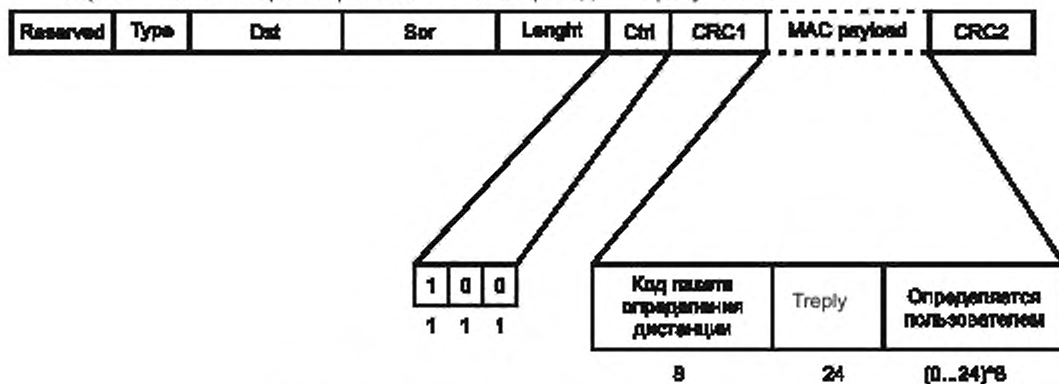 Reserved Type Dst Sor Lenght Ctrl CRC1 MAC payload CRC2
1 0 0
1 1 1
Код пакета
определения
дистанции
Treply
Определяется
пользователем
8 24 (0...24)*8